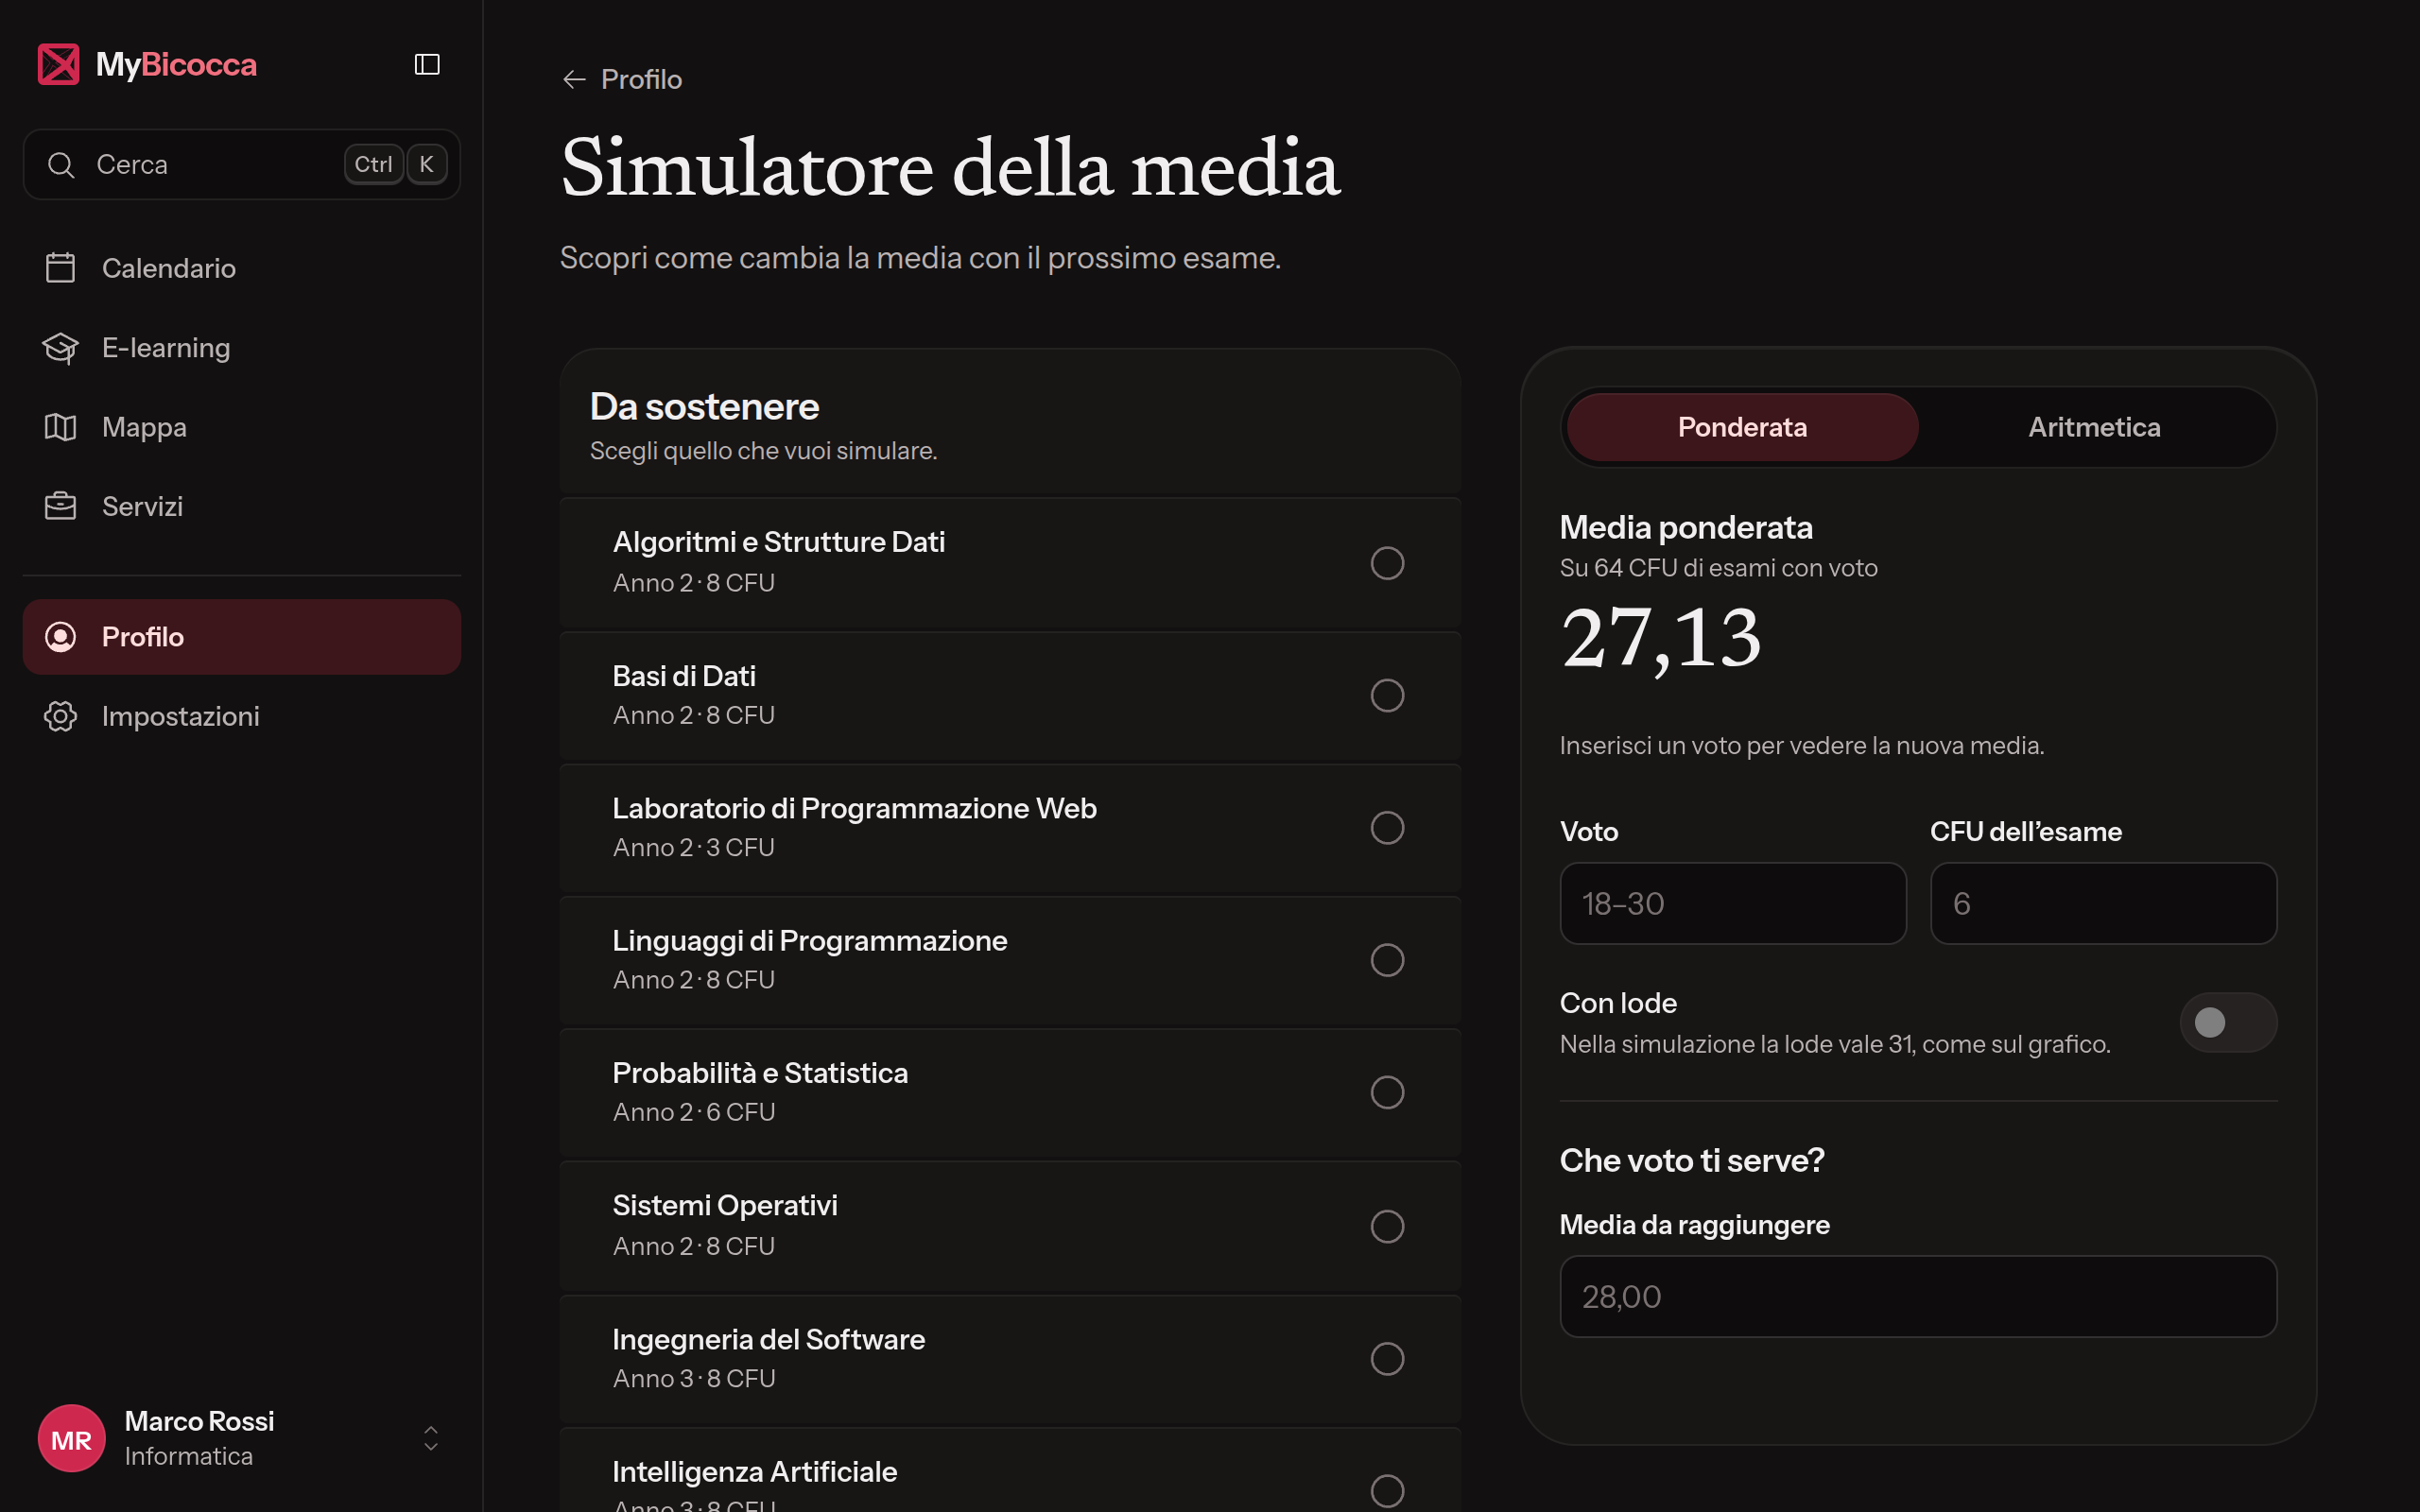 MyBicocca
Cerca
Ctrl K
Calendario
E-learning
Mappa
Servizi
Profilo
Impostazioni
MR
Marco Rossi
Informatica
Profilo
Simulatore della media
Scopri come cambia la media con il prossimo esame.
Da sostenere
Scegli quello che vuoi simulare.
Algoritmi e Strutture Dati
Anno 2 · 8 CFU
Basi di Dati
Anno 2 · 8 CFU
Laboratorio di Programmazione Web
Anno 2 · 3 CFU
Linguaggi di Programmazione
Anno 2 · 8 CFU
Probabilità e Statistica
Anno 2 · 6 CFU
Sistemi Operativi
Anno 2 · 8 CFU
Ingegneria del Software
Anno 3 · 8 CFU
Intelligenza Artificiale
Anno 3 · 8 CFU
Ponderata
Aritmetica
Media ponderata
Su 64 CFU di esami con voto
27,13
Inserisci un voto per vedere la nuova media.
Voto
CFU dell’esame
18–30
6
Con lode
Nella simulazione la lode vale 31, come sul grafico.
Che voto ti serve?
Media da raggiungere
28,00